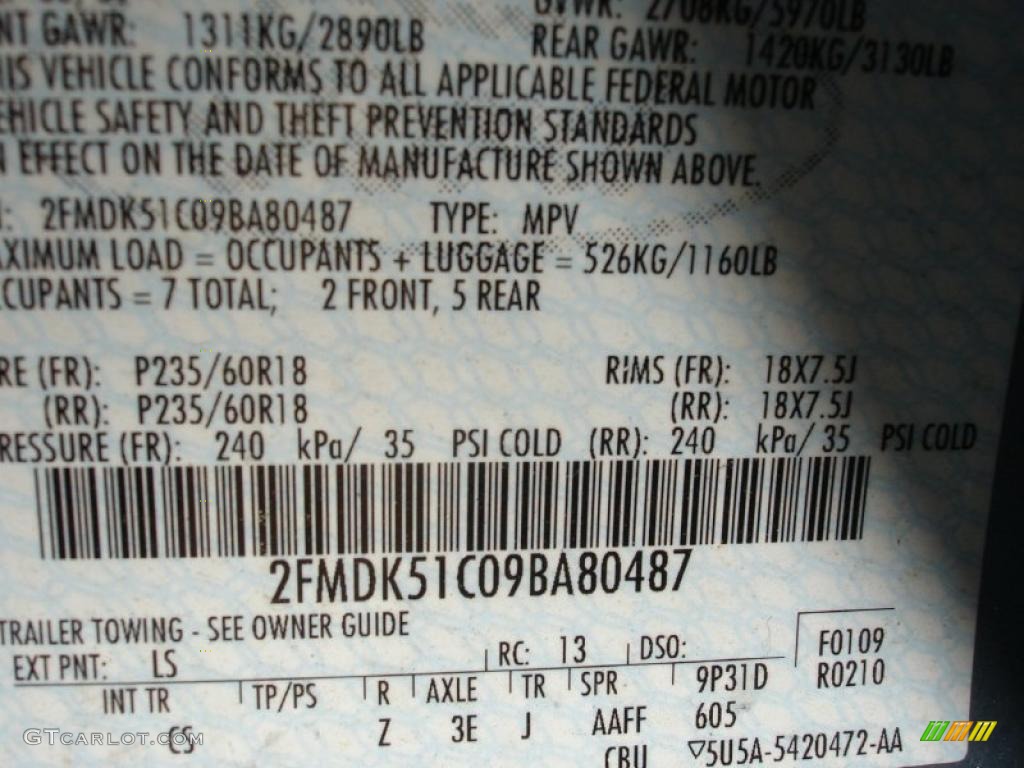 GVWR: 2708KG/5970LB
NT GAWR: 1311KG/2890LB REAR GAWR: 1420KG/3130LB
HIS VEHICLE CONFORMS TO ALL APPLICABLE FEDERAL MOTOR
EHICLE SAFETY AND THEFT PREVENTION STANDARDS
N EFFECT ON THE DATE OF MANUFACTURE SHOWN ABOVE.
: 2FMDK51C09BA80487 TYPE: MPV
AXIMUM LOAD = OCCUPANTS + LUGGAGE = 526KG/1160LB
CCUPANTS = 7 TOTAL; 2 FRONT, 5 REAR
RE (FR): P235/60R18 RIMS (FR): 18X7.5J
(RR): P235/60R18 (RR): 18X7.5J
RESSURE (FR): 240 kPa/ 35 PSI COLD (RR): 240 kPa/ 35 PSI COLD
2FMDK51C09BA80487
TRAILER TOWING - SEE OWNER GUIDE
EXT PNT: LS RC: 13 DSO: F0109
INT TR TP/PS R AXLE TR SPR 9P31D R0210
CS Z 3E J AAFF 605
CBU ▽5U5A-5420472-AA
GTCARLOT.COM